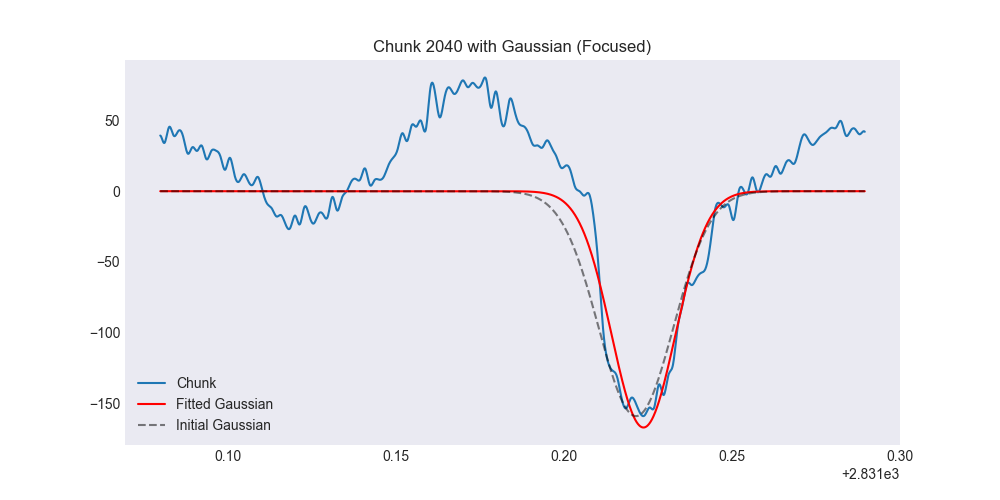 Chunk 2040 with Gaussian (Focused)
50
0
−50
−100
−150
Chunk
Fitted Gaussian
Initial Gaussian
0.10
0.15
0.20
0.25
0.30
+2.831e3